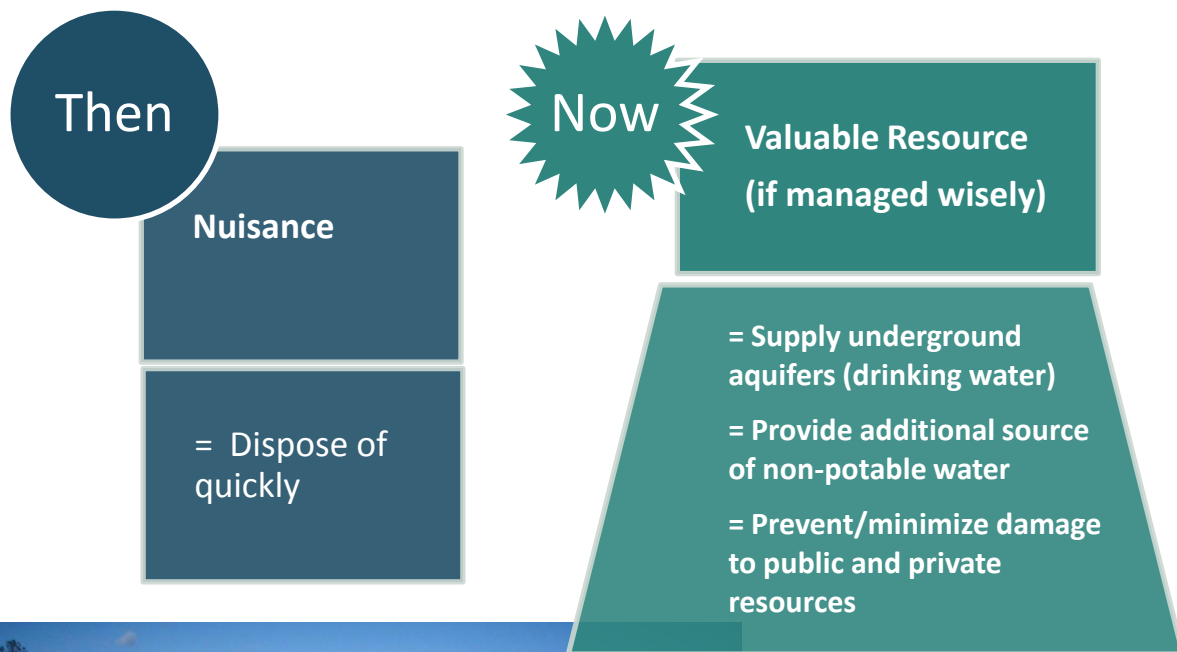 Then
Nuisance
= Dispose of
quickly
Now
Valuable Resource
(if managed wisely)
= Supply underground
aquifers (drinking water)
= Provide additional source
of non-potable water
= Prevent/minimize damage
to public and private
resources